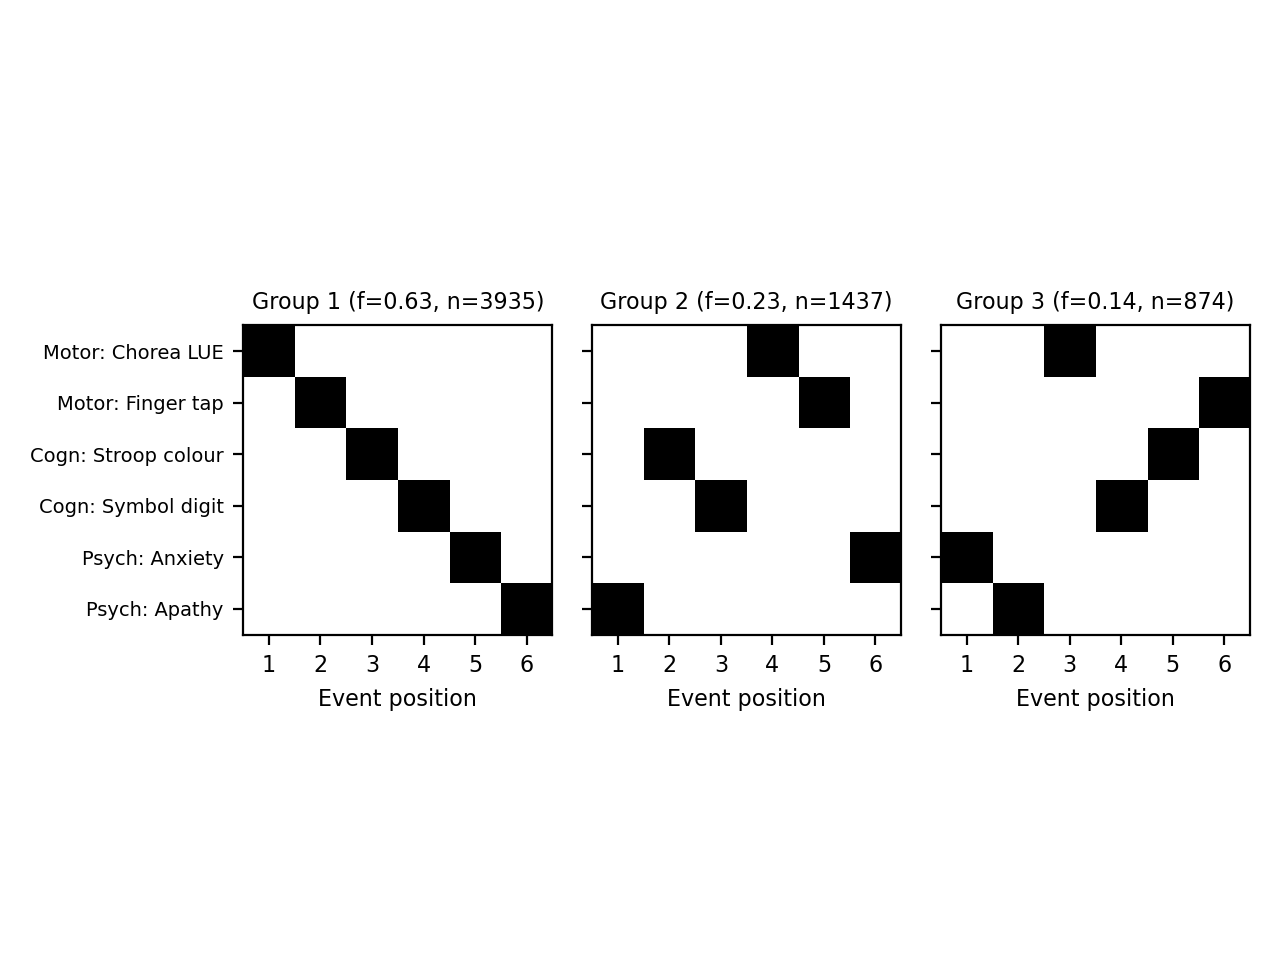 Group 1 (f=0.63, n=3935) Group 2 (f=0.23, n=1437) Group 3 (f=0.14, n=874)
Motor: Chorea LUE
Motor: Finger tap
Cogn: Stroop colour
Cogn: Symbol digit
Psych: Anxiety
Psych: Apathy
1 2 3 4 5 6 1 2 3 4 5 6 1 2 3 4 5 6
Event position Event position Event position